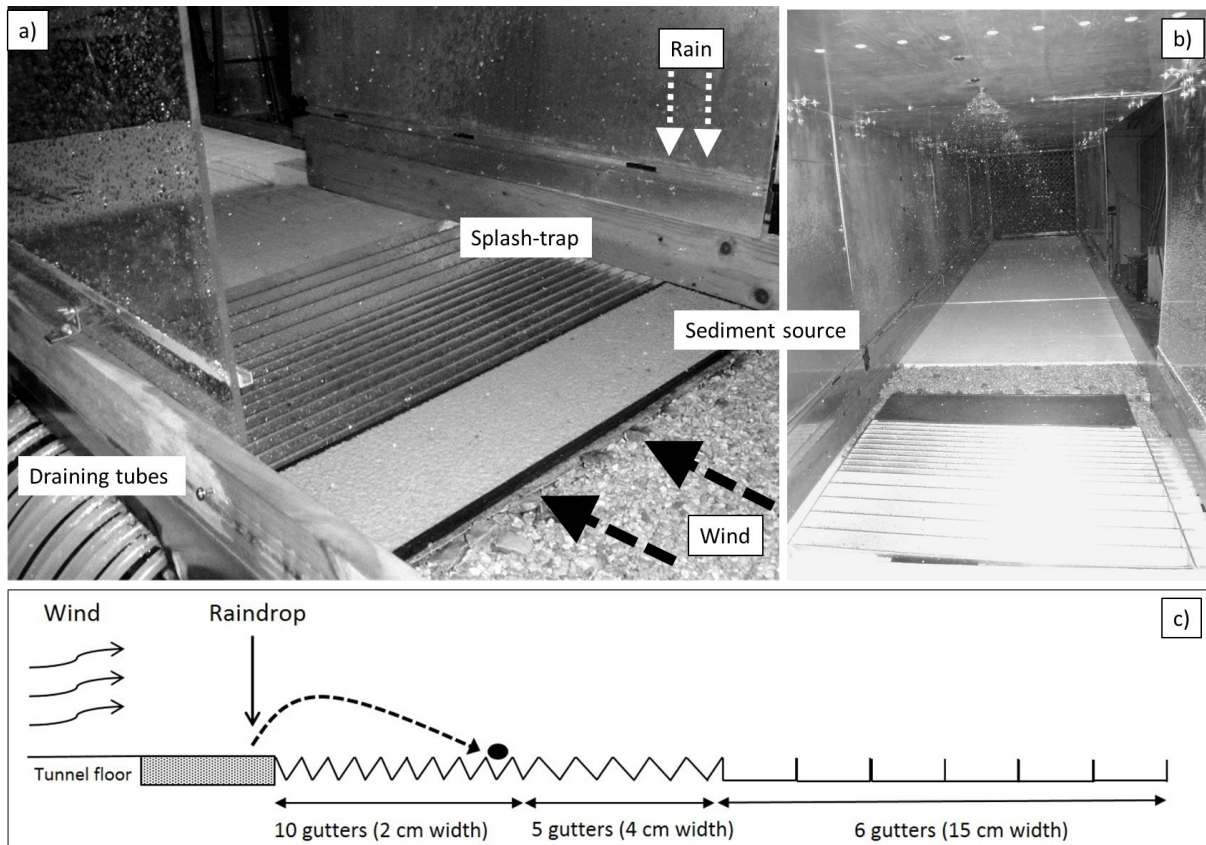 a)
Rain
b)
Splash-trap
Sediment source
Draining tubes
Wind
c)
Wind
Raindrop
Tunnel floor
10 gutters (2 cm width)
5 gutters (4 cm width)
6 gutters (15 cm width)